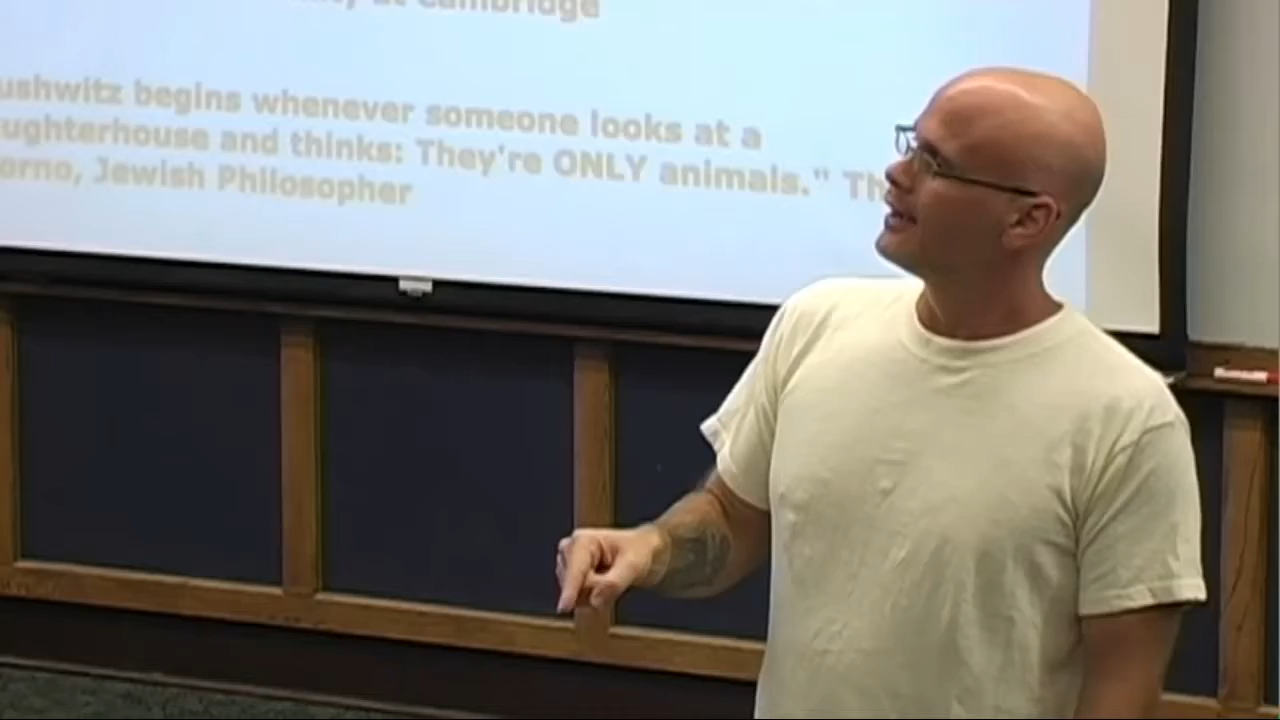 at Cambridge
ushwitz begins whenever someone looks at a
ughterhouse and thinks: They're ONLY animals." Th
orno, Jewish Philosopher